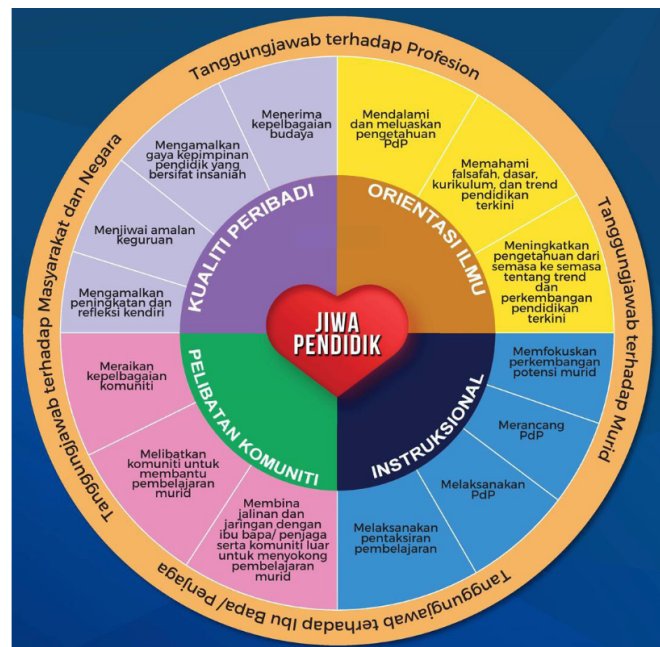 Tanggungjawab terhadap Profesion
Tanggungjawab terhadap Murid
Tanggungjawab terhadap Ibu Bapa/ Penjaga
Tanggungjawab terhadap Masyarakat dan Negara
JIWA
PENDIDIK
KUALITI PERIBADI
Menerima
kepelbagaian
budaya
Mengamalkan
gaya kepimpinan
pendidik yang
bersifat insaniah
Menjiwai amalan
keguruan
Mengamalkan
peningkatan dan
refleksi kendiri
ORIENTASI ILMU
Mendalami
dan meluaskan
pengetahuan
PdP
Memahami
falsafah, dasar,
kurikulum, dan trend
pendidikan
terkini
Meningkatkan
pengetahuan dari
semasa ke semasa
tentang trend
dan
perkembangan
pendidikan
terkini
INSTRUKSIONAL
Memfokuskan
perkembangan
potensi murid
Merancang
PdP
Melaksanakan
PdP
Melaksanakan
pentaksiran
pembelajaran
PELIBATAN KOMUNITI
Meraikan
kepelbagaian
komuniti
Melibatkan
komuniti untuk
membantu
pembelajaran
murid
Membina
jalinan dan
jaringan dengan
ibu bapa/ penjaga
serta komuniti luar
untuk menyokong
pembelajaran
murid